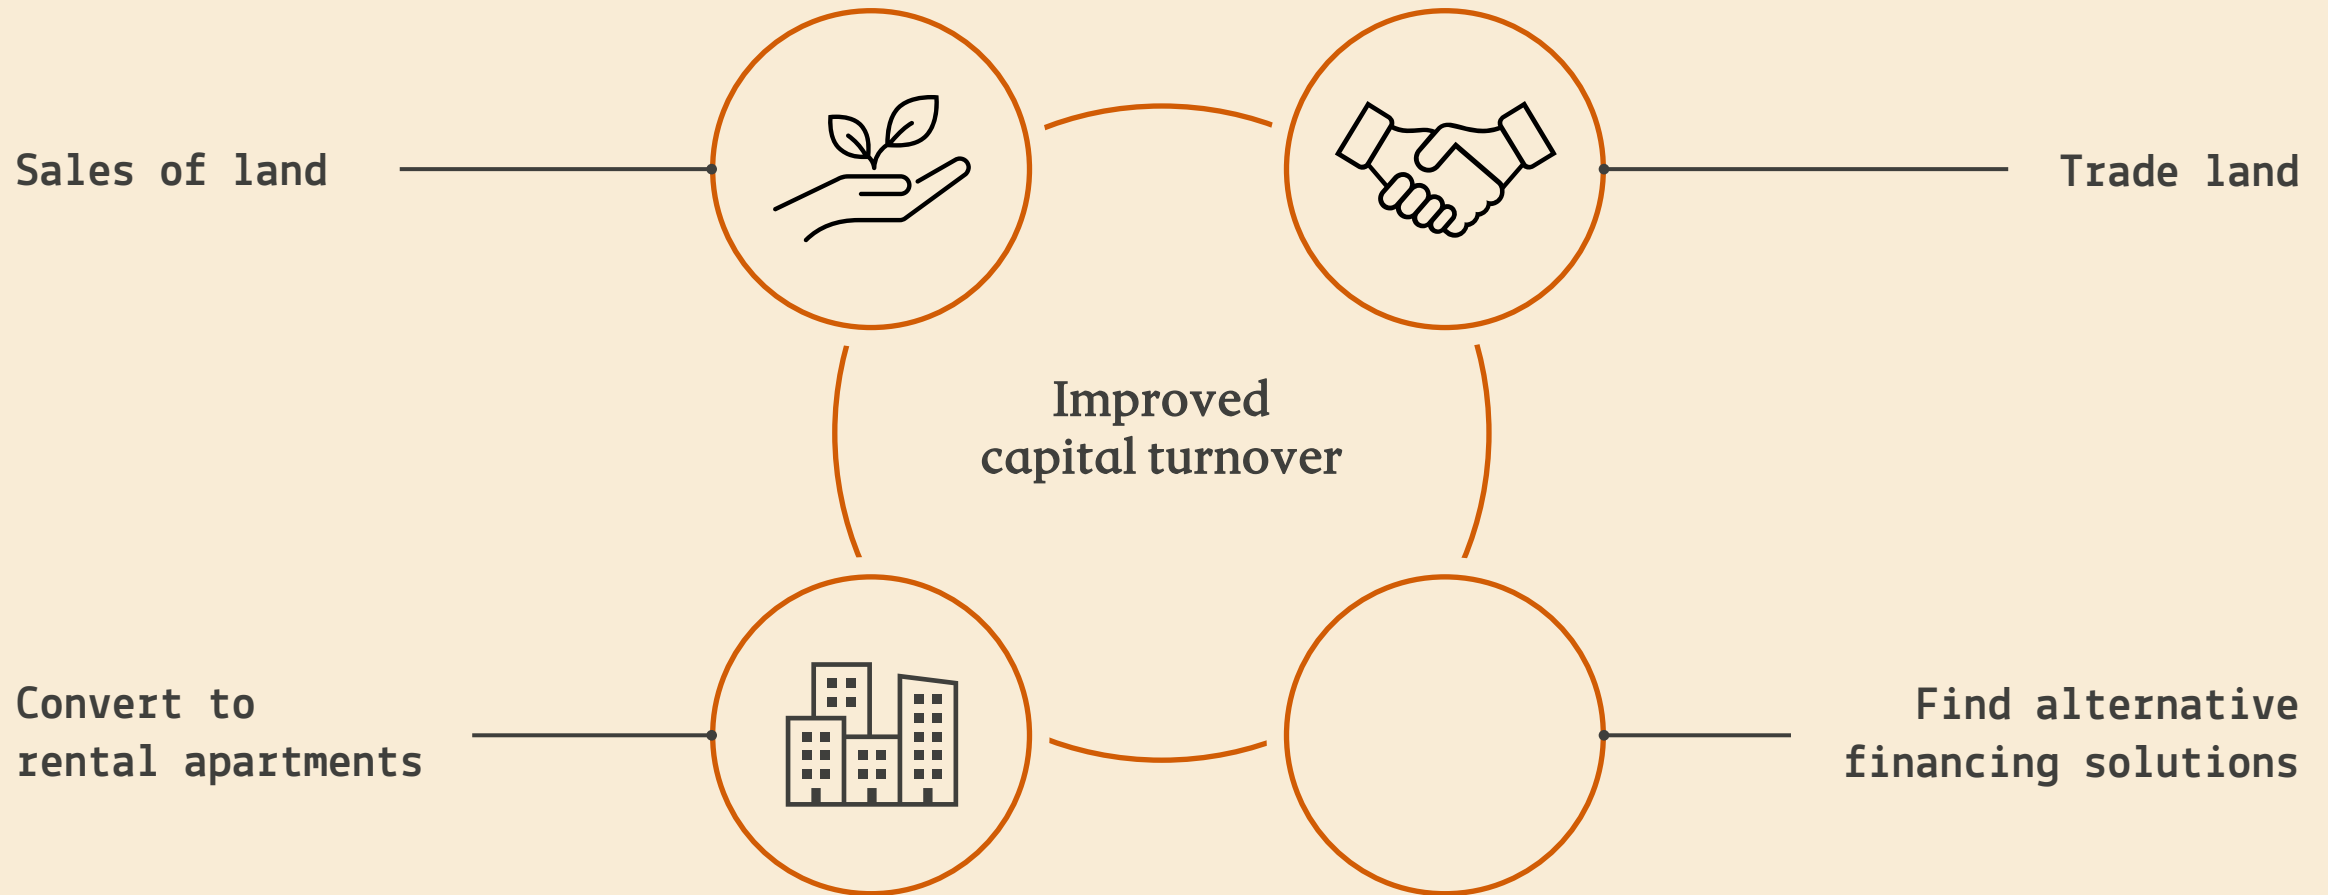 Sales of land
Trade land
Improved
capital turnover
Convert to
rental apartments
Find alternative
financing solutions